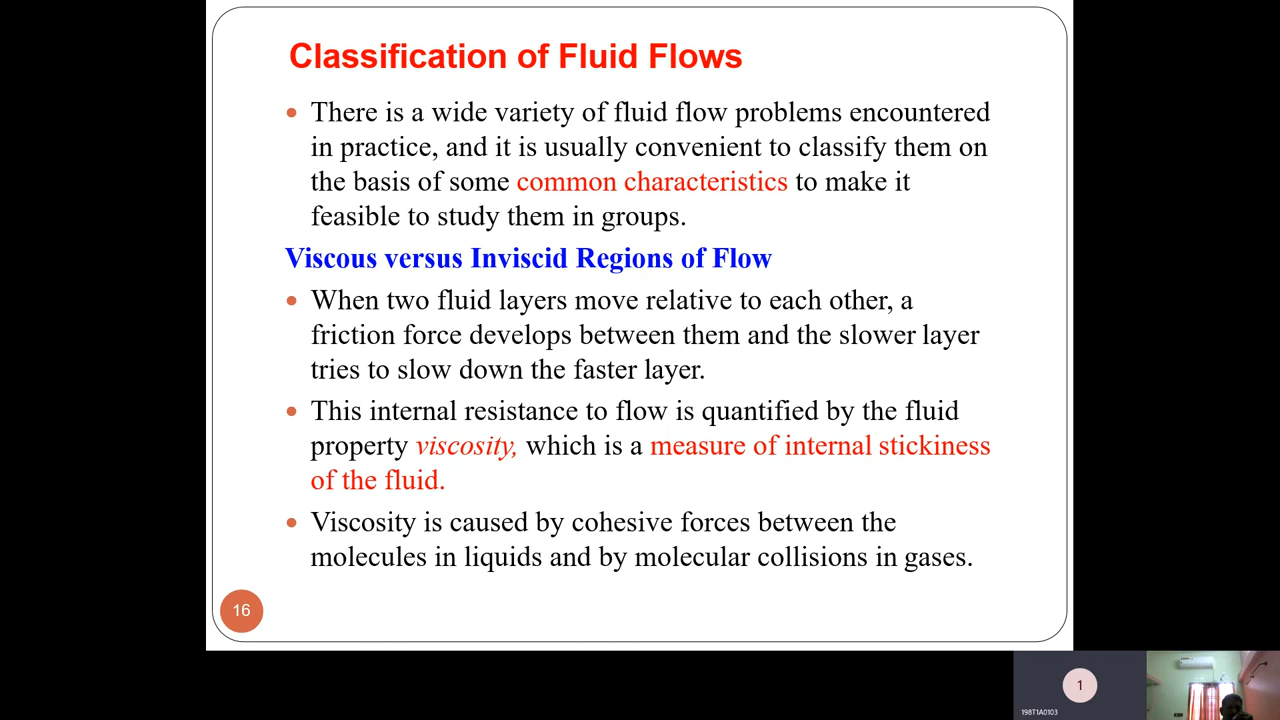 Classification of Fluid Flows
There is a wide variety of fluid flow problems encountered
in practice, and it is usually convenient to classify them on
the basis of some common characteristics to make it
feasible to study them in groups.
Viscous versus Inviscid Regions of Flow
When two fluid layers move relative to each other, a
friction force develops between them and the slower layer
tries to slow down the faster layer.
This internal resistance to flow is quantified by the fluid
property viscosity, which is a measure of internal stickiness
of the fluid.
Viscosity is caused by cohesive forces between the
molecules in liquids and by molecular collisions in gases.
16
1
198T1A0103